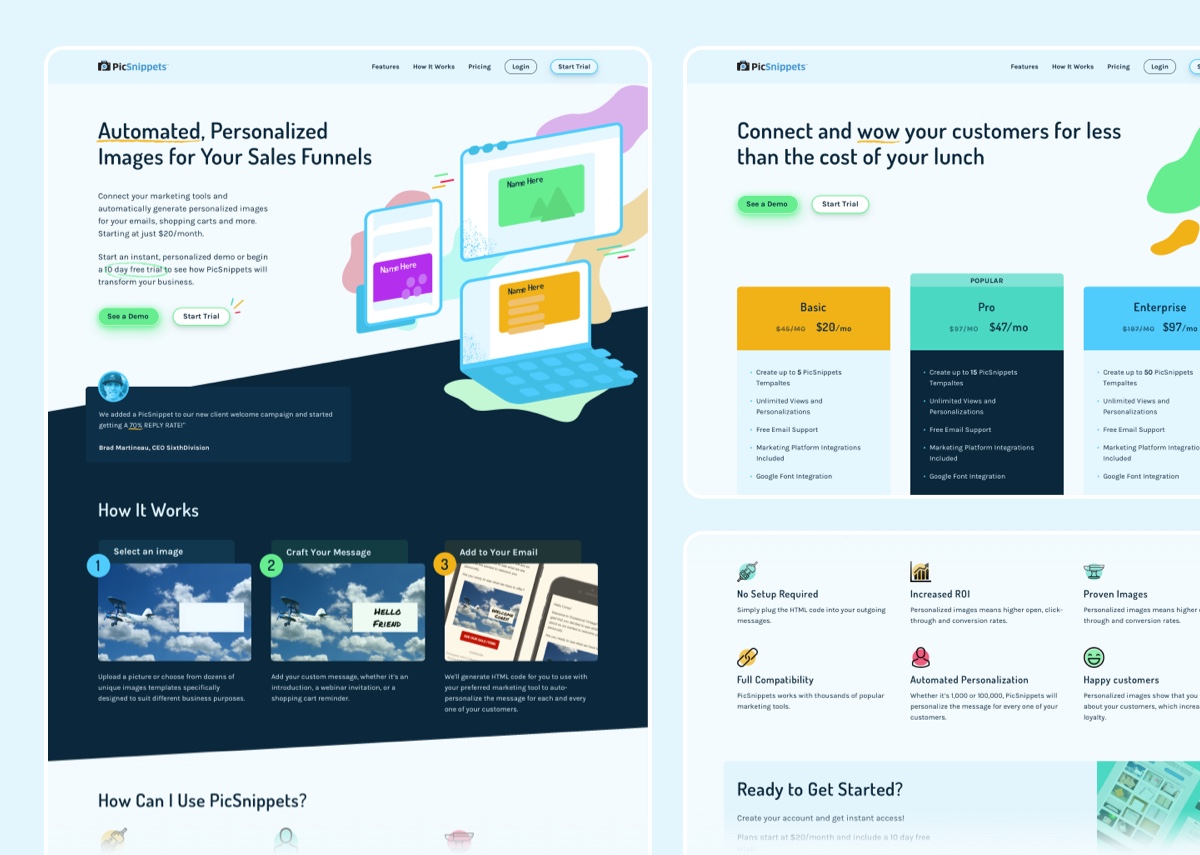 PicSnippets
Features How It Works Pricing Login Start Trial
Automated, Personalized
Images for Your Sales Funnels
Connect your marketing tools and
automatically generate personalized images
for your emails, shopping carts and more.
Starting at just $20/month.
Start an instant, personalized demo or begin
a 10 day free trial to see how PicSnippets will
transform your business.
See a Demo Start Trial
Name Here
Name Here
Name Here
We added a PicSnippet to our new client welcome campaign and started
getting A 70% REPLY RATE!"
Brad Martineau, CEO SixthDivision
How It Works
1 Select an image
Upload a picture or choose from dozens of
unique images templates specifically
designed to suit different business purposes.
2 Craft Your Message
HELLO
FRIEND
Add your custom message, whether it's an
introduction, a webinar invitation, or a
shopping cart reminder.
3 Add to Your Email
We'll generate HTML code for you to use with
your preferred marketing tool to auto-
personalize the message for each and every
one of your customers.
How Can I Use PicSnippets?
PicSnippets
Features How It Works Pricing Login
Connect and wow your customers for less
than the cost of your lunch
See a Demo Start Trial
Basic
$45/MO $20/mo
• Create up to 5 PicSnippets
Tempaltes
• Unlimited Views and
Personalizations
• Free Email Support
• Marketing Platform Integrations
Included
• Google Font Integration
POPULAR
Pro
$97/MO $47/mo
• Create up to 15 PicSnippets
Tempaltes
• Unlimited Views and
Personalizations
• Free Email Support
• Marketing Platform Integrations
Included
• Google Font Integration
Enterprise
$197/MO $97/mo
• Create up to 50 PicSnippets
Tempaltes
• Unlimited Views and
Personalizations
• Free Email Support
• Marketing Platform
Included
• Google Font Integration
No Setup Required
Simply plug the HTML code into your outgoing
messages.
Increased ROI
Personalized images means higher open, click-
through and conversion rates.
Proven Images
Personalized images means higher
through and conversion rates.
Full Compatibility
PicSnippets works with thousands of popular
marketing tools.
Automated Personalization
Whether it's 1,000 or 100,000, PicSnippets will
personalize the message for every one of your
customers.
Happy customers
Personalized images show that you
about your customers, which
loyalty.
Ready to Get Started?
Create your account and get instant access!
Plans start at $20/month and include a 10 day free